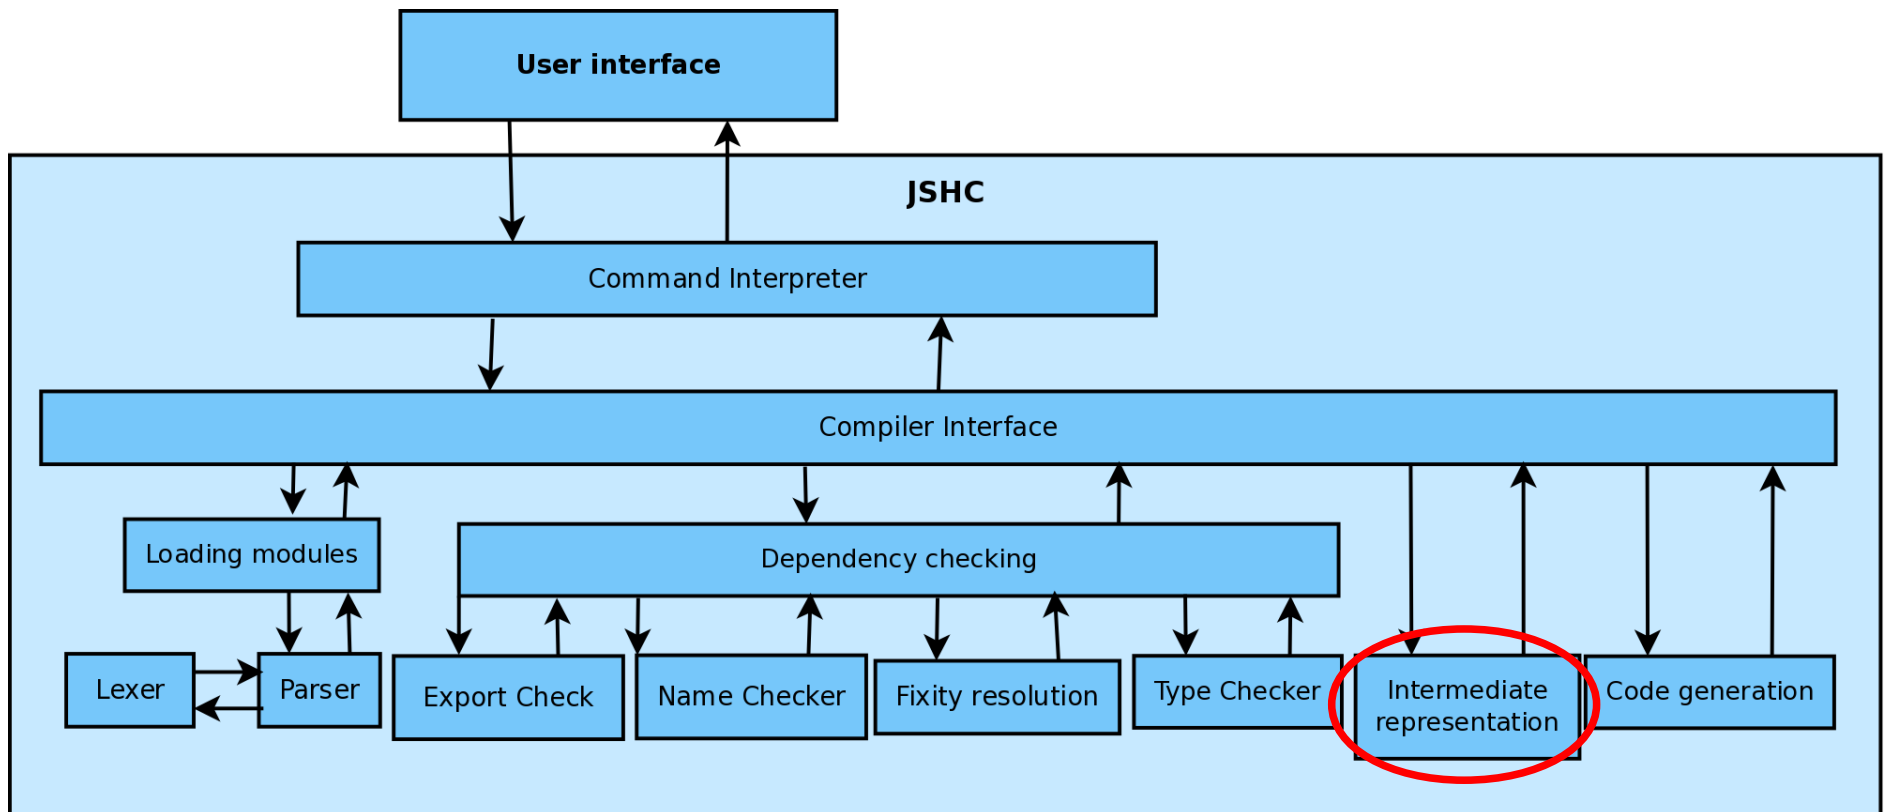 User interface
JSHC
Command Interpreter
Compiler Interface
Loading modules
Dependency checking
Lexer
Parser
Export Check
Name Checker
Fixity resolution
Type Checker
Intermediate
representation
Code generation